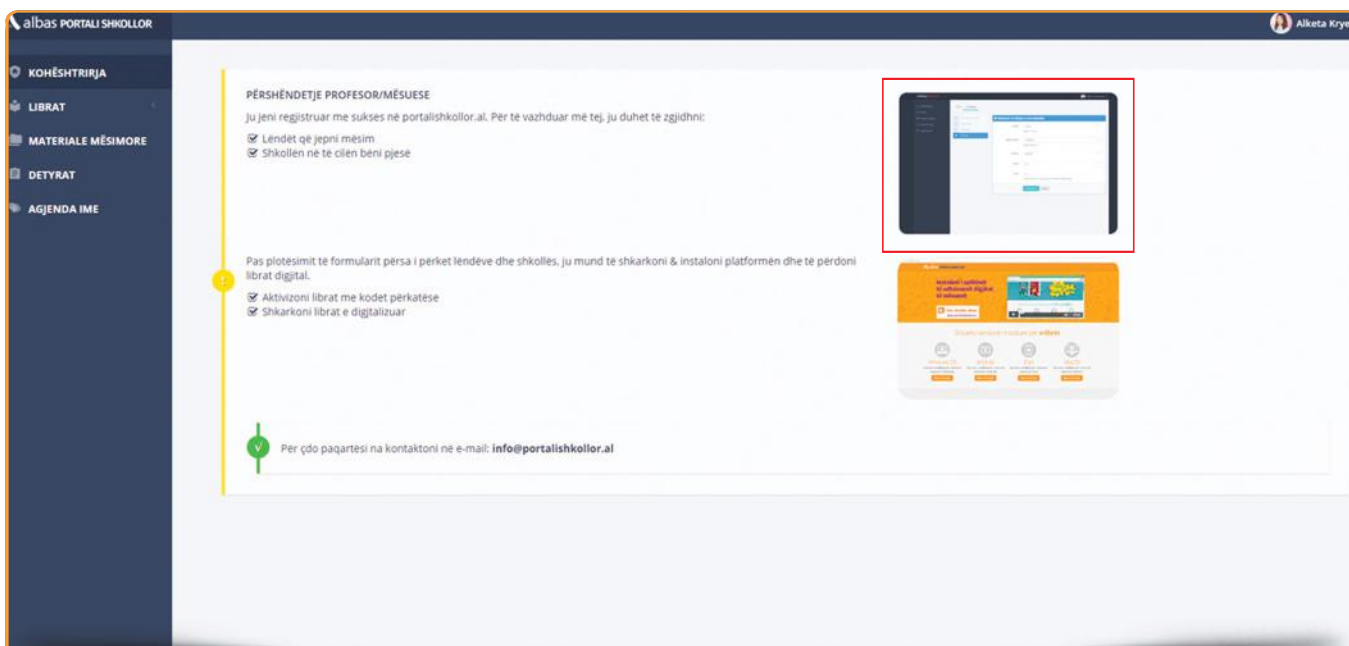 albas PORTALI SHKOLLOR
Alketa Krye
KOHËSHTRIRJA
LIBRAT
MATERIALE MËSIMORE
DETYRAT
AGJENDA IME
PËRSHËNDETJE PROFESOR/MËSUESE
Ju jeni regjistruar me sukses në portalishkollor.al. Për të vazhduar më tej, ju duhet të zgjidhni:
Lëndët që jepni mësim
Shkollën në të cilën bëni pjesë
Pas plotësimit të formularit përsa i përket lëndëve dhe shkollës, ju mund të shkarkoni & instaloni platformën dhe të përdorni
librat digjital.
Aktivizoni librat me kodet përkatëse
Shkarkoni librat e digjtalizuar
Për çdo paqartësi na kontaktoni në e-mail: info@portalishkollor.al